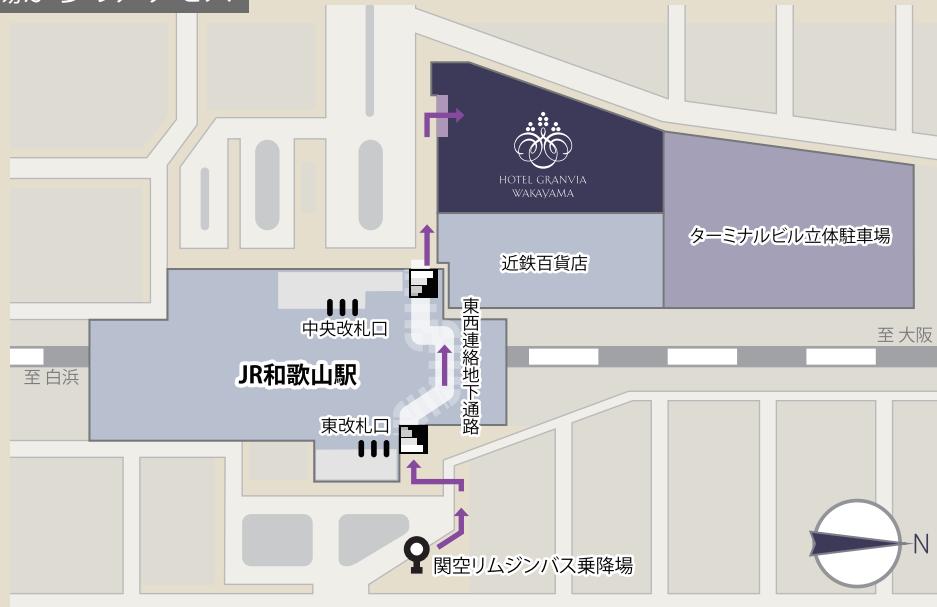 HOTEL GRANVIA
WAKAYAMA
ターミナルビル立体駐車場
近鉄百貨店
中央改札口
東西連絡地下通路
至 大阪
至 白浜
JR和歌山駅
東改札口
N
関空リムジンバス乗降場